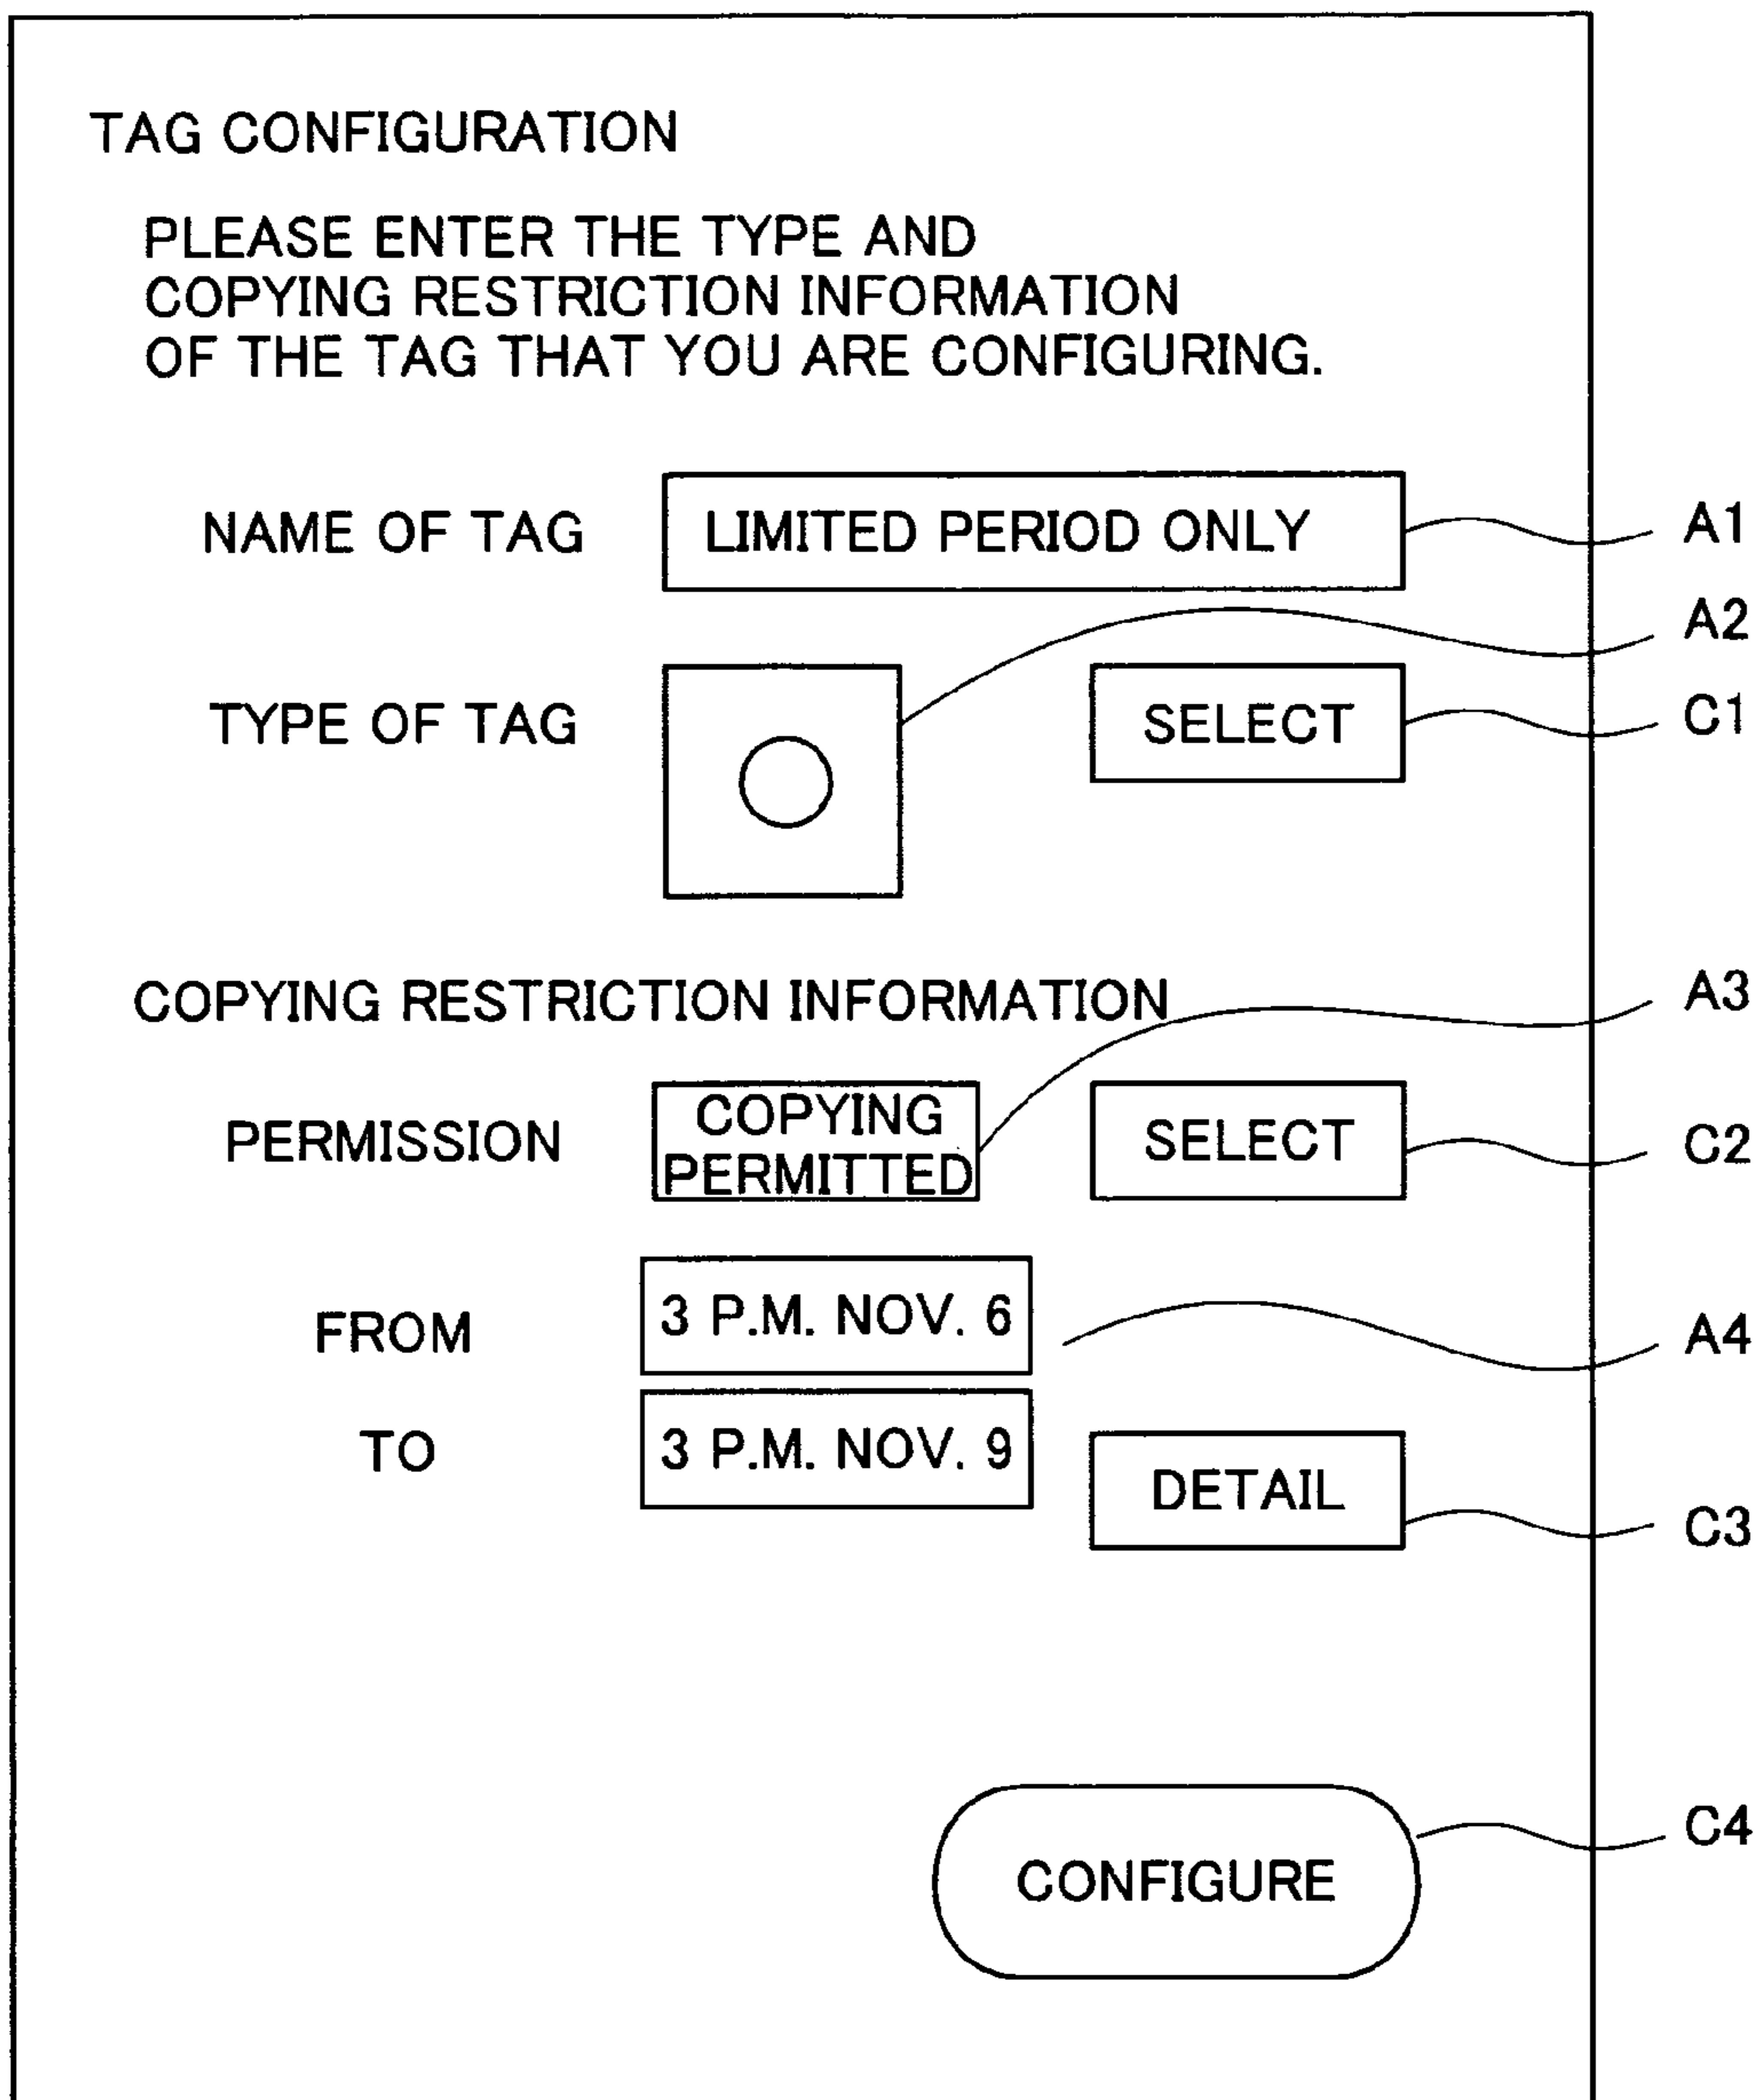 TAG CONFIGURATION
PLEASE ENTER THE TYPE AND
COPYING RESTRICTION INFORMATION
OF THE TAG THAT YOU ARE CONFIGURING.
NAME OF TAG LIMITED PERIOD ONLY A1
A2
TYPE OF TAG SELECT C1
COPYING RESTRICTION INFORMATION A3
PERMISSION COPYING PERMITTED SELECT C2
FROM 3 P.M. NOV. 6 A4
TO 3 P.M. NOV. 9
DETAIL C3
C4
CONFIGURE